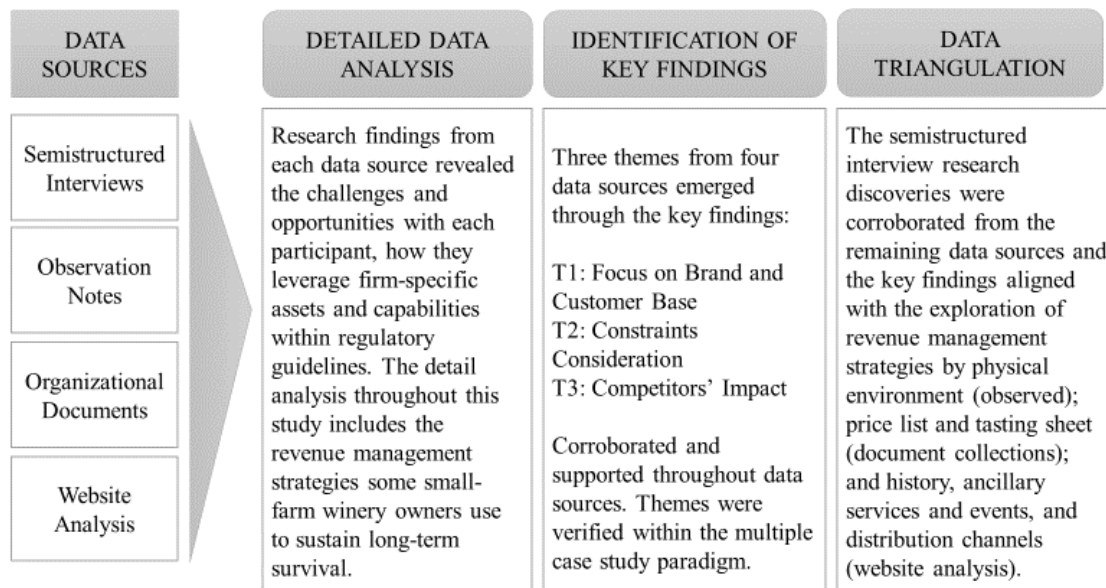 DATA
SOURCES
Semistructured
Interviews
Observation
Notes
Organizational
Documents
Website
Analysis
DETAILED DATA
ANALYSIS
Research findings from
each data source revealed
the challenges and
opportunities with each
participant, how they
leverage firm-specific
assets and capabilities
within regulatory
guidelines. The detail
analysis throughout this
study includes the
revenue management
strategies some small-
farm winery owners use
to sustain long-term
survival.
IDENTIFICATION OF
KEY FINDINGS
Three themes from four
data sources emerged
through the key findings:
T1: Focus on Brand and
Customer Base
T2: Constraints
Consideration
T3: Competitors’ Impact
Corroborated and
supported throughout data
sources. Themes were
verified within the multiple
case study paradigm.
DATA
TRIANGULATION
The semistructured
interview research
discoveries were
corroborated from the
remaining data sources and
the key findings aligned
with the exploration of
revenue management
strategies by physical
environment (observed);
price list and tasting sheet
(document collections);
and history, ancillary
services and events, and
distribution channels
(website analysis).